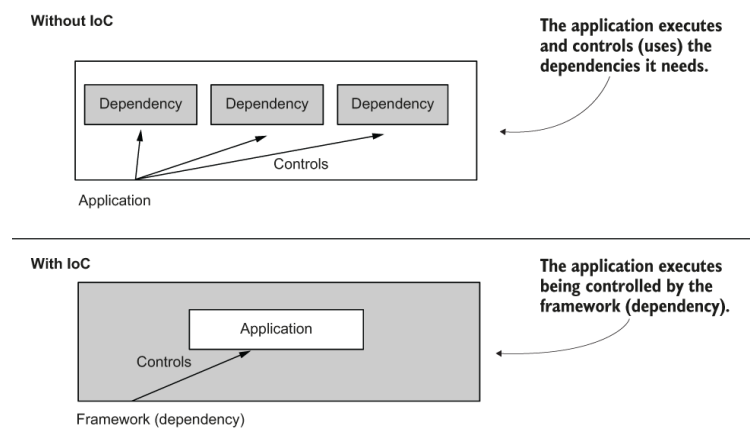 Without IoC
The application executes
and controls (uses) the
dependencies it needs.
Dependency
Dependency
Dependency
Controls
Application
With IoC
The application executes
being controlled by the
framework (dependency).
Application
Controls
Framework (dependency)